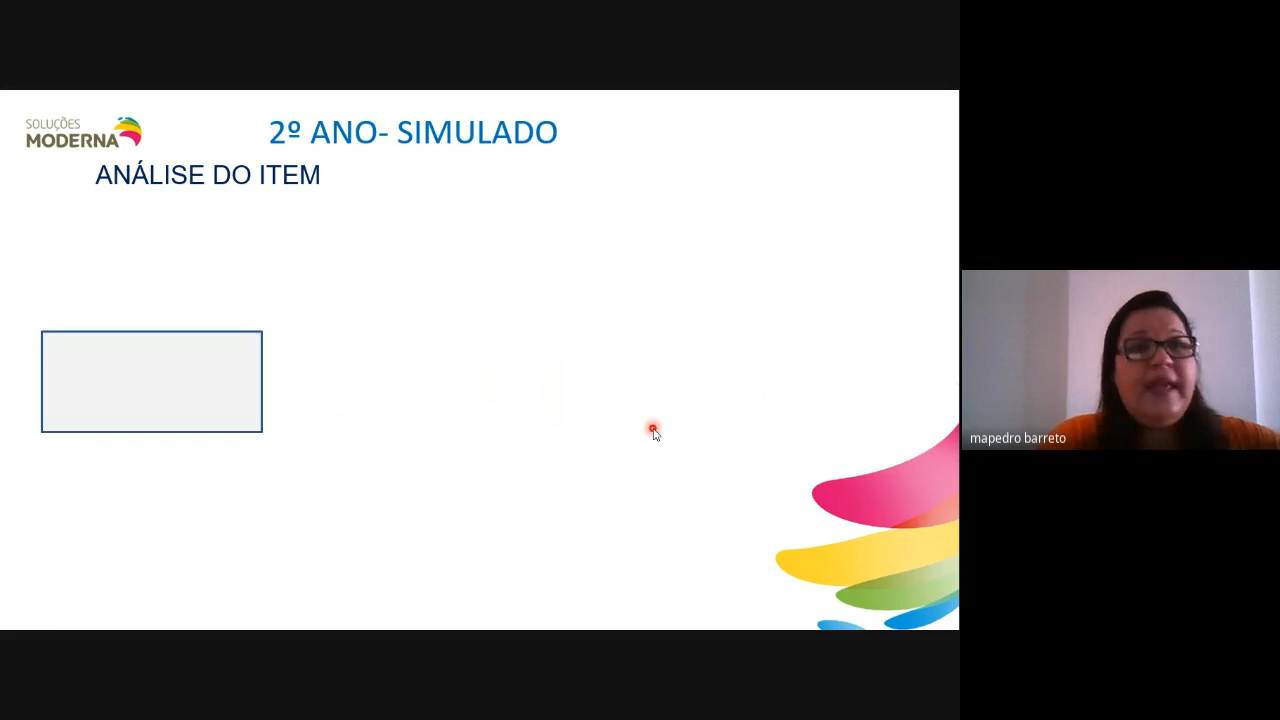 SOLUÇÕES
MODERNA
2º ANO- SIMULADO
ANÁLISE DO ITEM
mapedro barreto